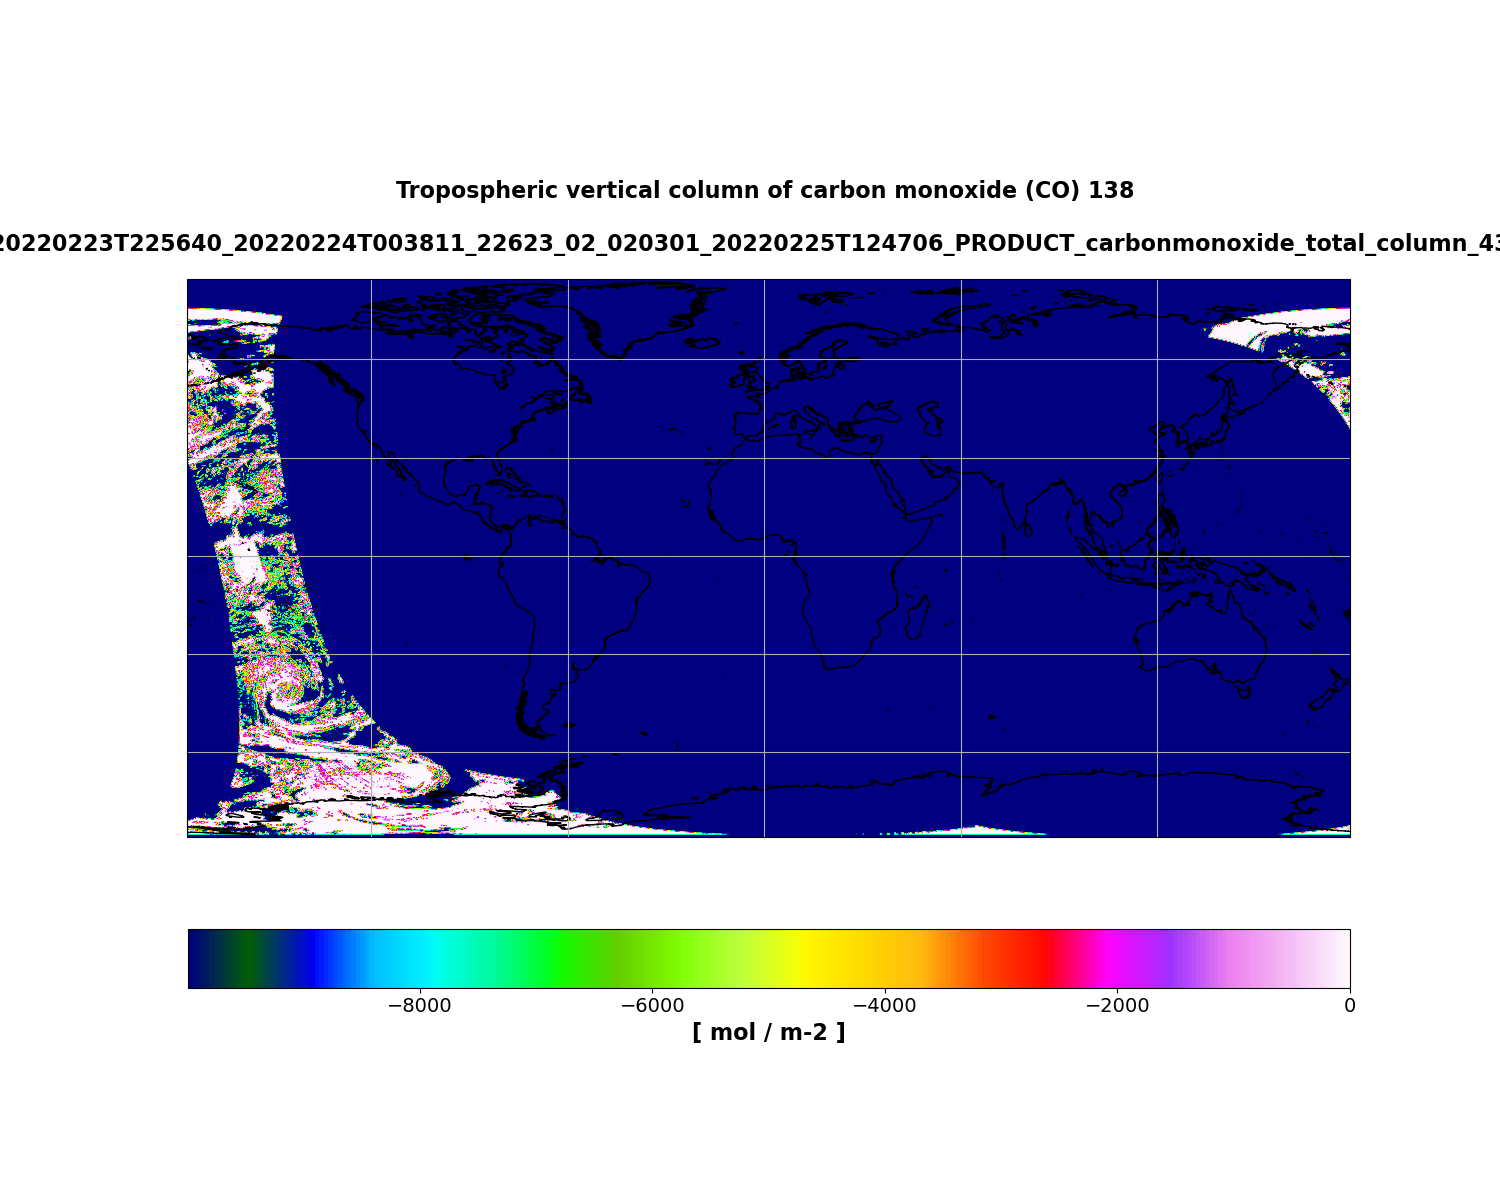 Tropospheric vertical column of carbon monoxide (CO) 138
20220223T225640_20220224T003811_22623_02_020301_20220225T124706_PRODUCT_carbonmonoxide_total_column_43
−8000 −6000 −4000 −2000 0
[ mol / m-2 ]